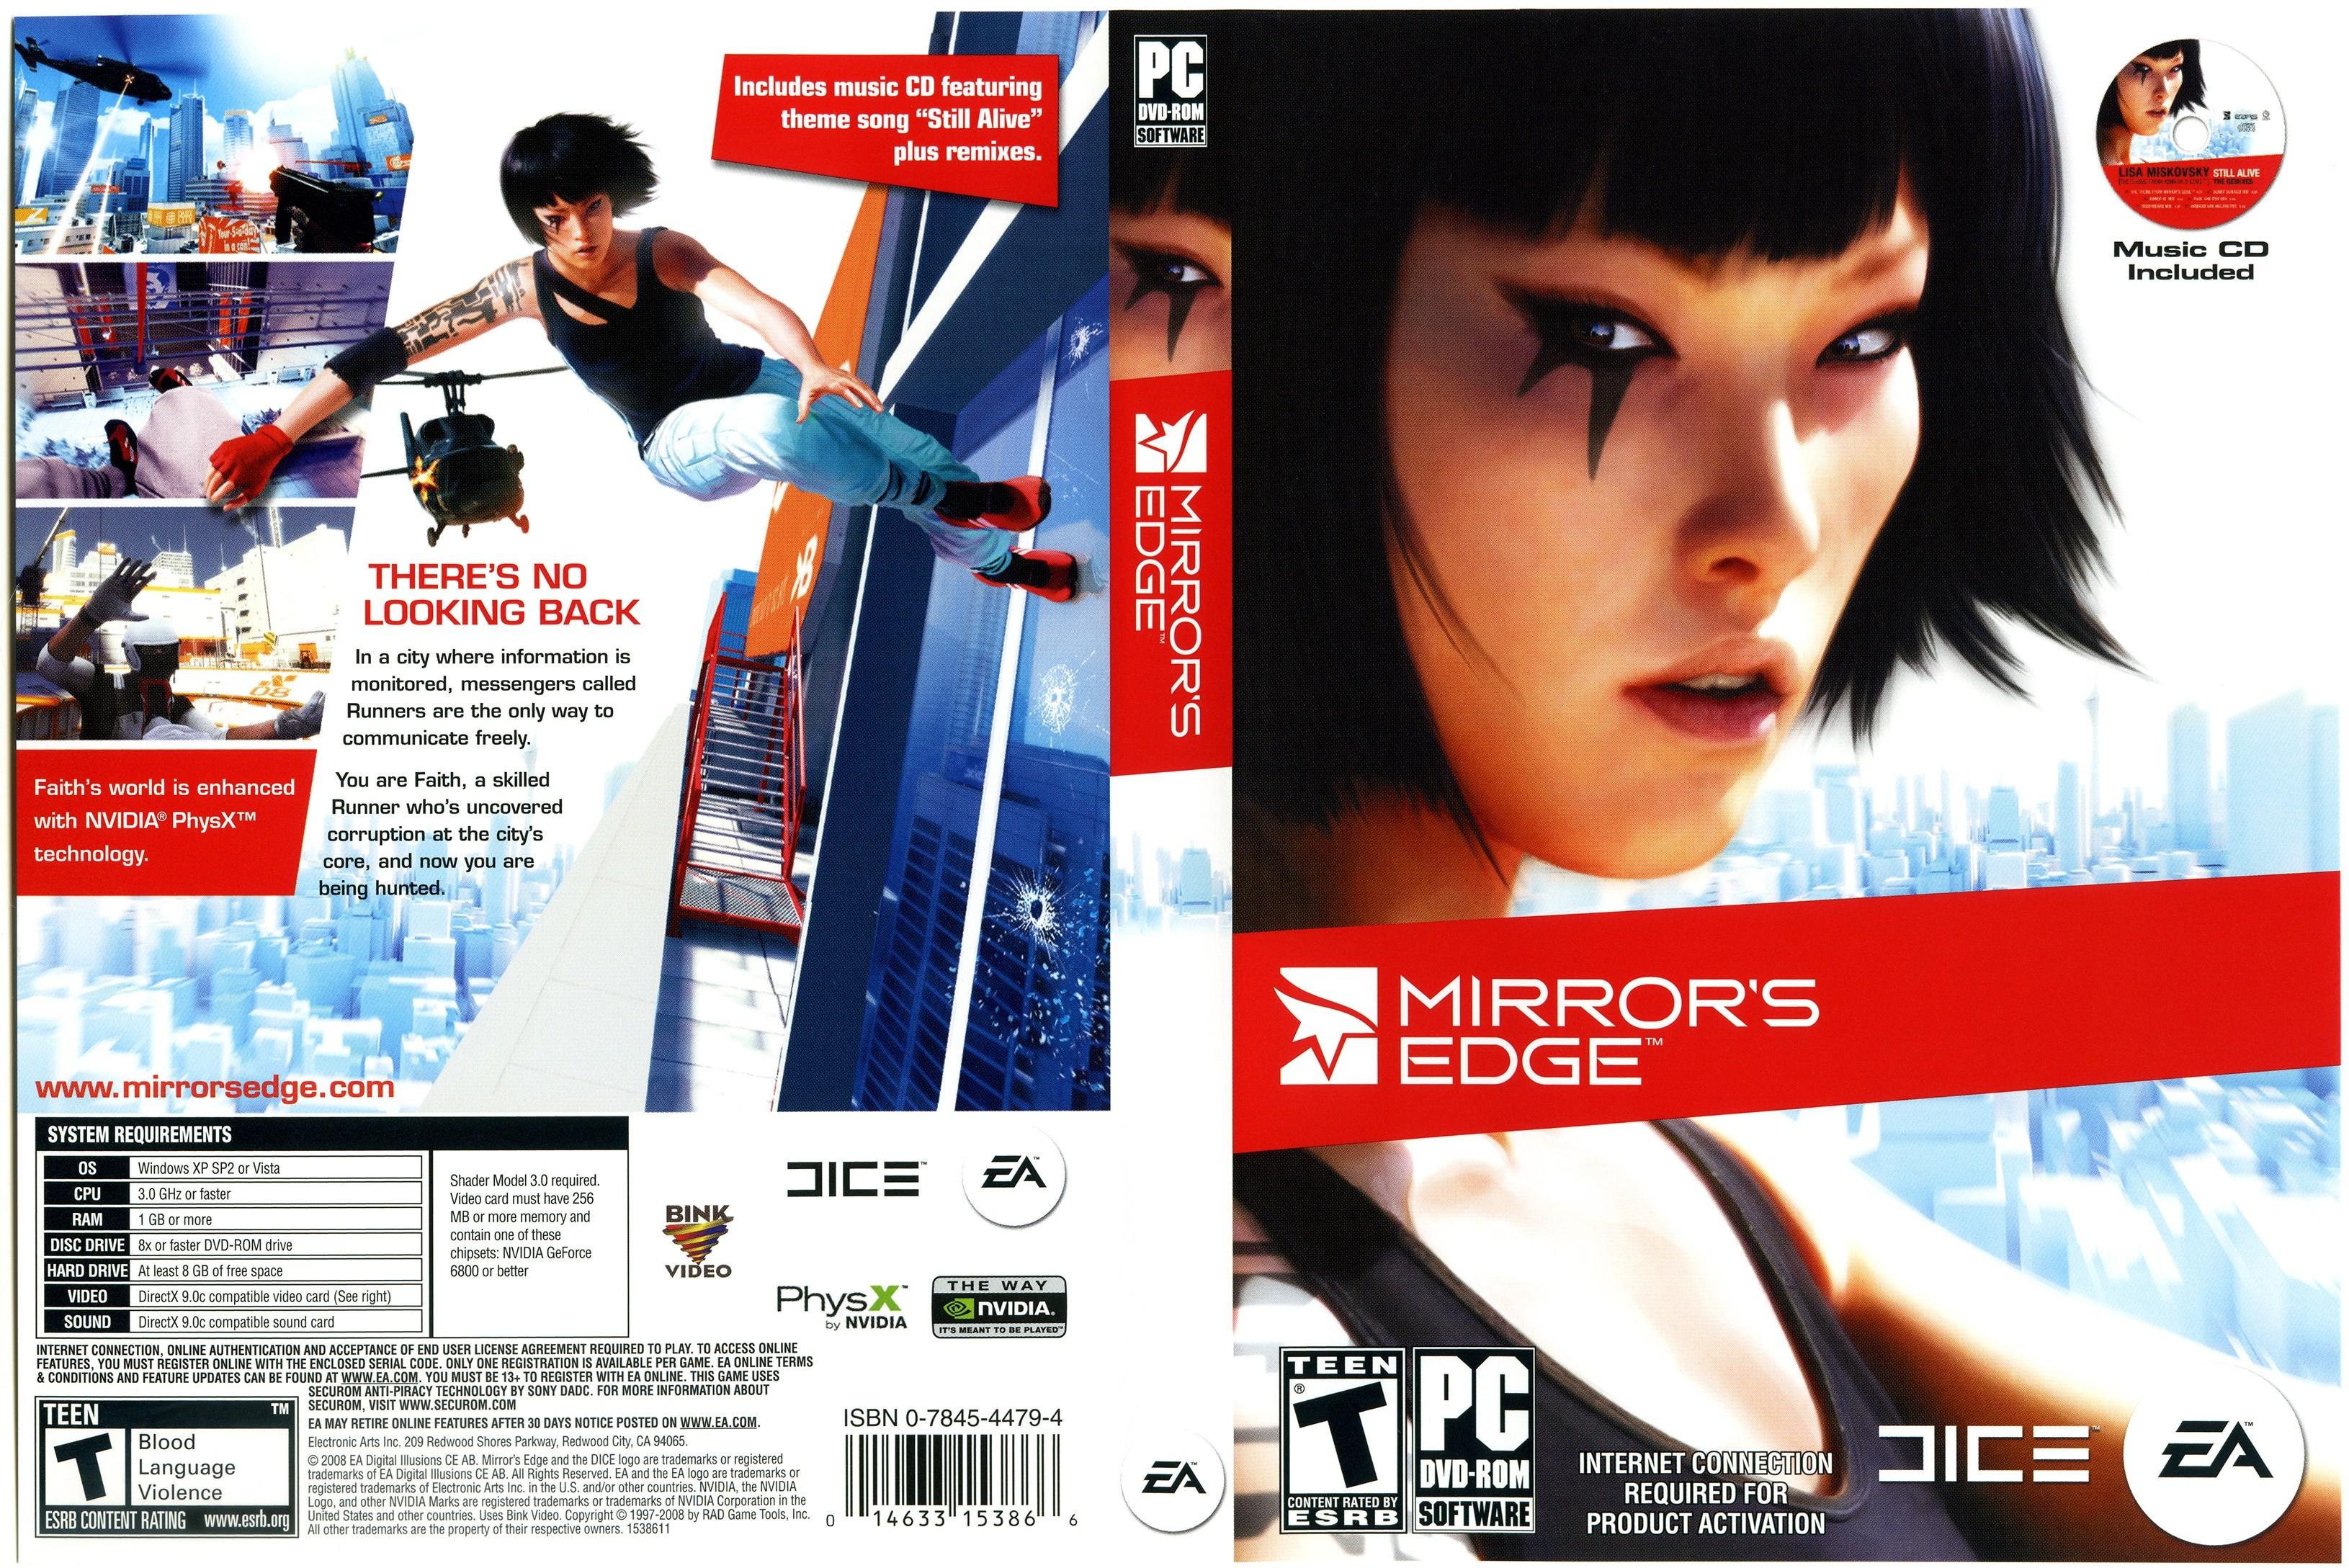 Includes music CD featuring
theme song “Still Alive”
plus remixes.
Your-Soo-day
in a can!
08
THERE’S NO
LOOKING BACK
In a city where information is
monitored, messengers called
Runners are the only way to
communicate freely.
You are Faith, a skilled
Runner who’s uncovered
corruption at the city’s
core, and now you are
being hunted.
Faith’s world is enhanced
with NVIDIA® PhysX™
technology.
www.mirrorsedge.com
SYSTEM REQUIREMENTS
OS Windows XP SP2 or Vista
CPU 3.0 GHz or faster
RAM 1 GB or more
DISC DRIVE 8x or faster DVD-ROM drive
HARD DRIVE At least 8 GB of free space
VIDEO DirectX 9.0c compatible video card (See right)
SOUND DirectX 9.0c compatible sound card
Shader Model 3.0 required.
Video card must have 256
MB or more memory and
contain one of these
chipsets: NVIDIA GeForce
6800 or better
BINK
VIDEO
DICE™
EA™
PhysX™
by NVIDIA
THE WAY
NVIDIA.
IT'S MEANT TO BE PLAYED™
INTERNET CONNECTION, ONLINE AUTHENTICATION AND ACCEPTANCE OF END USER LICENSE AGREEMENT REQUIRED TO PLAY. TO ACCESS ONLINE
FEATURES, YOU MUST REGISTER ONLINE WITH THE ENCLOSED SERIAL CODE. ONLY ONE REGISTRATION IS AVAILABLE PER GAME. EA ONLINE TERMS
& CONDITIONS AND FEATURE UPDATES CAN BE FOUND AT WWW.EA.COM. YOU MUST BE 13+ TO REGISTER WITH EA ONLINE. THIS GAME USES
SECUROM ANTI-PIRACY TECHNOLOGY BY SONY DADC. FOR MORE INFORMATION ABOUT
SECUROM, VISIT WWW.SECUROM.COM
EA MAY RETIRE ONLINE FEATURES AFTER 30 DAYS NOTICE POSTED ON WWW.EA.COM.
Electronic Arts Inc. 209 Redwood Shores Parkway, Redwood City, CA 94065.
© 2008 EA Digital Illusions CE AB. Mirror's Edge and the DICE logo are trademarks or registered
trademarks of EA Digital Illusions CE AB. All Rights Reserved. EA and the EA logo are trademarks or
registered trademarks of Electronic Arts Inc. in the U.S. and/or other countries. NVIDIA, the NVIDIA
Logo, and other NVIDIA Marks are registered trademarks or trademarks of NVIDIA Corporation in the
United States and other countries. Uses Bink Video. Copyright © 1997-2008 by RAD Game Tools, Inc.
All other trademarks are the property of their respective owners. 1538611
TEEN ™
T
Blood
Language
Violence
ESRB CONTENT RATING www.esrb.org
ISBN 0-7845-4479-4
0 14633 15386 6
PC
DVD-ROM
SOFTWARE
MIRROR'S
EDGE™
EA™
LISA MISKOVSKY STILL ALIVE
THE REMIXES
Music CD
Included
MIRROR'S
EDGE™
TEEN
®
T
CONTENT RATED BY
ESRB
PC
DVD-ROM
SOFTWARE
INTERNET CONNECTION
REQUIRED FOR
PRODUCT ACTIVATION
DICE™
EA™